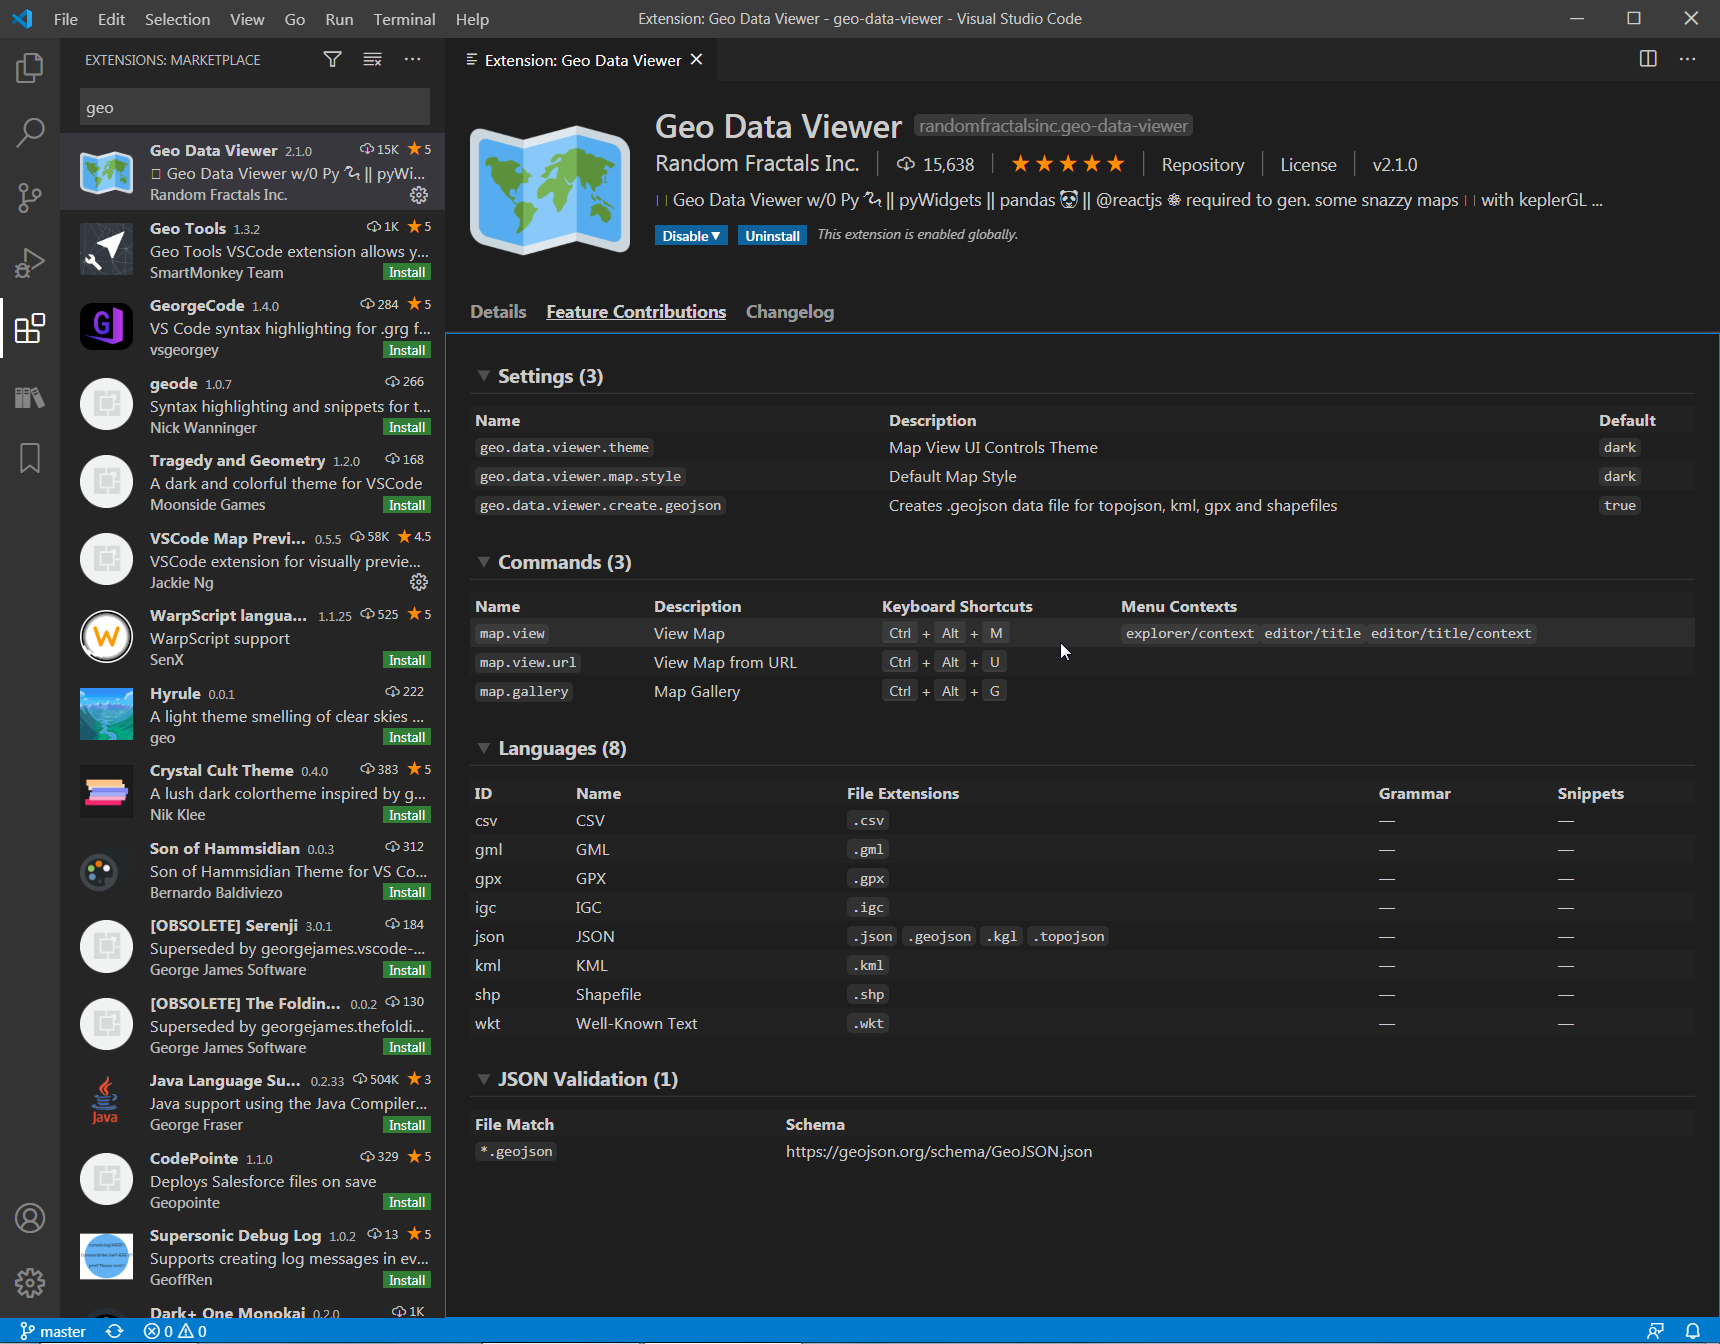 File Edit Selection View Go Run Terminal Help
Extension: Geo Data Viewer - geo-data-viewer - Visual Studio Code
EXTENSIONS: MARKETPLACE
geo
Geo Data Viewer 2.1.0 15K ★5
Geo Data Viewer w/0 Py 🐍 || pyWi...
Random Fractals Inc.
Geo Tools 1.3.2 1K ★5
Geo Tools VSCode extension allows y...
SmartMonkey Team Install
GeorgeCode 1.4.0 284 ★5
VS Code syntax highlighting for .grg f...
vsgeorgey Install
geode 1.0.7 266
Syntax highlighting and snippets for t...
Nick Wanninger Install
Tragedy and Geometry 1.2.0 168
A dark and colorful theme for VSCode
Moonside Games Install
VSCode Map Previ... 0.5.5 58K ★4.5
VSCode extension for visually previe...
Jackie Ng
WarpScript langua... 1.1.25 525 ★5
WarpScript support
SenX Install
Hyrule 0.0.1 222
A light theme smelling of clear skies ...
geo Install
Crystal Cult Theme 0.4.0 383 ★5
A lush dark colortheme inspired by g...
Nik Klee Install
Son of Hammsidian 0.0.3 312
Son of Hammsidian Theme for VS Co...
Bernardo Baldiviezo Install
[OBSOLETE] Serenji 3.0.1 184
Superseded by georgejames.vscode-...
George James Software Install
[OBSOLETE] The Foldin... 0.0.2 130
Superseded by georgejames.thefoldi...
George James Software Install
Java Language Su... 0.2.33 504K ★3
Java support using the Java Compiler...
George Fraser Install
CodePointe 1.1.0 329 ★5
Deploys Salesforce files on save
Geopointe Install
Supersonic Debug Log 1.0.2 13 ★5
Supports creating log messages in ev...
GeoffRen Install
Dark+ One Monokai 0.2.0 1K
Extension: Geo Data Viewer
Geo Data Viewer randomfractalsinc.geo-data-viewer
Random Fractals Inc. | 15,638 | ★★★★★ | Repository | License | v2.1.0
Geo Data Viewer w/0 Py 🐍 || pyWidgets || pandas 🐼 || @reactjs ⚛ required to gen. some snazzy maps with keplerGL ...
Disable▼ Uninstall This extension is enabled globally.
Details Feature Contributions Changelog
Settings (3)
Name Description Default
geo.data.viewer.theme Map View UI Controls Theme dark
geo.data.viewer.map.style Default Map Style dark
geo.data.viewer.create.geojson Creates .geojson data file for topojson, kml, gpx and shapefiles true
Commands (3)
Name Description Keyboard Shortcuts Menu Contexts
map.view View Map Ctrl + Alt + M explorer/context editor/title editor/title/context
map.view.url View Map from URL Ctrl + Alt + U
map.gallery Map Gallery Ctrl + Alt + G
Languages (8)
ID Name File Extensions Grammar Snippets
csv CSV .csv — —
gml GML .gml — —
gpx GPX .gpx — —
igc IGC .igc — —
json JSON .json .geojson .kgl .topojson — —
kml KML .kml — —
shp Shapefile .shp — —
wkt Well-Known Text .wkt — —
JSON Validation (1)
File Match Schema
*.geojson https://geojson.org/schema/GeoJSON.json
master 0 0